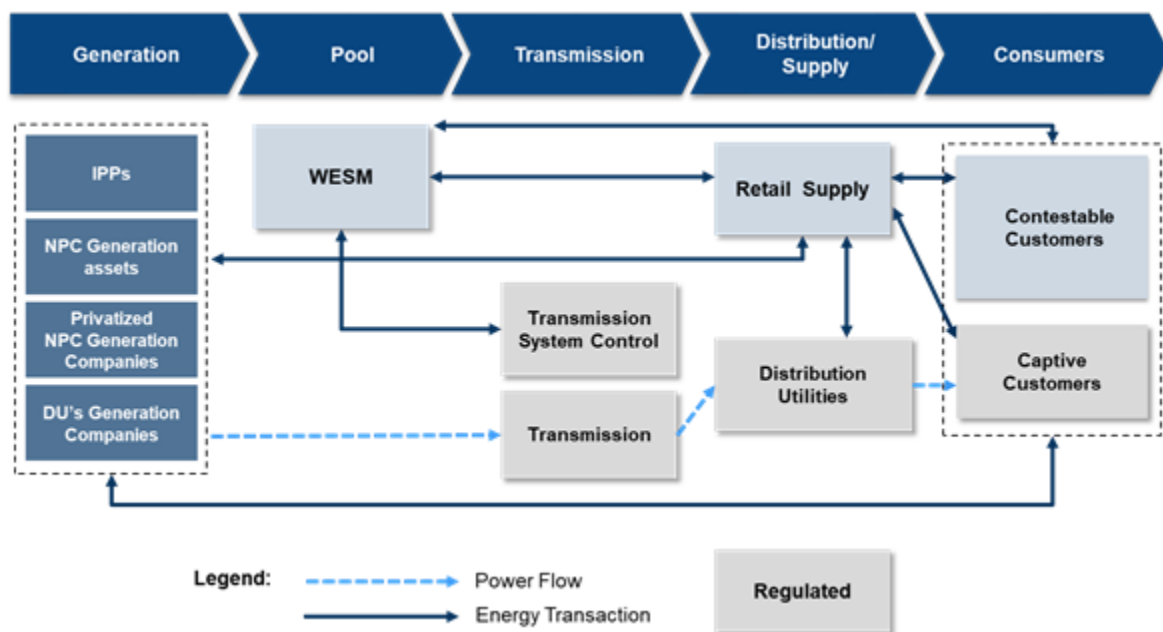 Generation
Pool
Transmission
Distribution/
Supply
Consumers
IPPs
NPC Generation
assets
Privatized
NPC Generation
Companies
DU's Generation
Companies
WESM
Transmission
System Control
Transmission
Retail Supply
Distribution
Utilities
Contestable
Customers
Captive
Customers
Legend:
Power Flow
Energy Transaction
Regulated